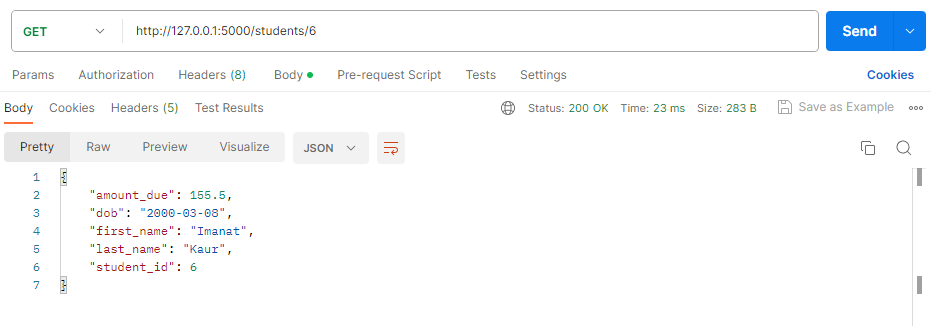 GET http://127.0.0.1:5000/students/6 Send
Params Authorization Headers (8) Body Pre-request Script Tests Settings Cookies
Body Cookies Headers (5) Test Results Status: 200 OK Time: 23 ms Size: 283 B Save as Example
Pretty Raw Preview Visualize JSON
1 {
2 "amount_due": 155.5,
3 "dob": "2000-03-08",
4 "first_name": "Imanat",
5 "last_name": "Kaur",
6 "student_id": 6
7 }